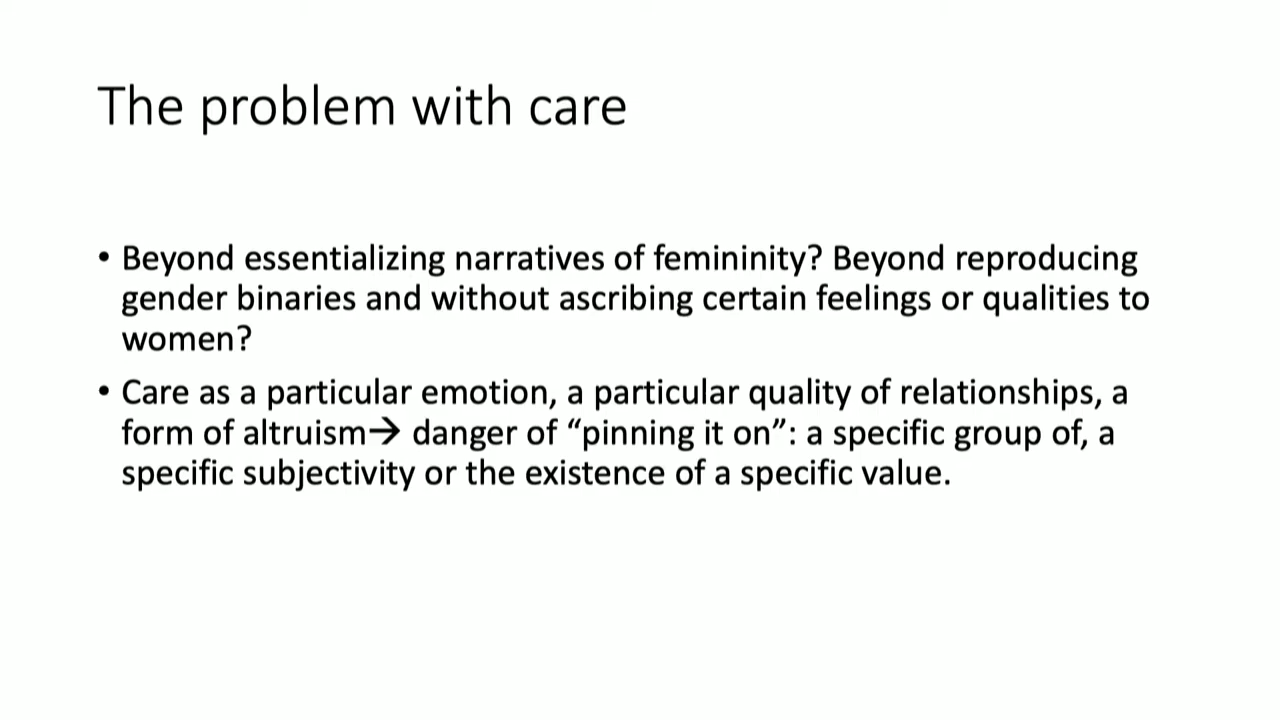 The problem with care
• Beyond essentializing narratives of femininity? Beyond reproducing
gender binaries and without ascribing certain feelings or qualities to
women?
• Care as a particular emotion, a particular quality of relationships, a
form of altruism→ danger of “pinning it on”: a specific group of, a
specific subjectivity or the existence of a specific value.